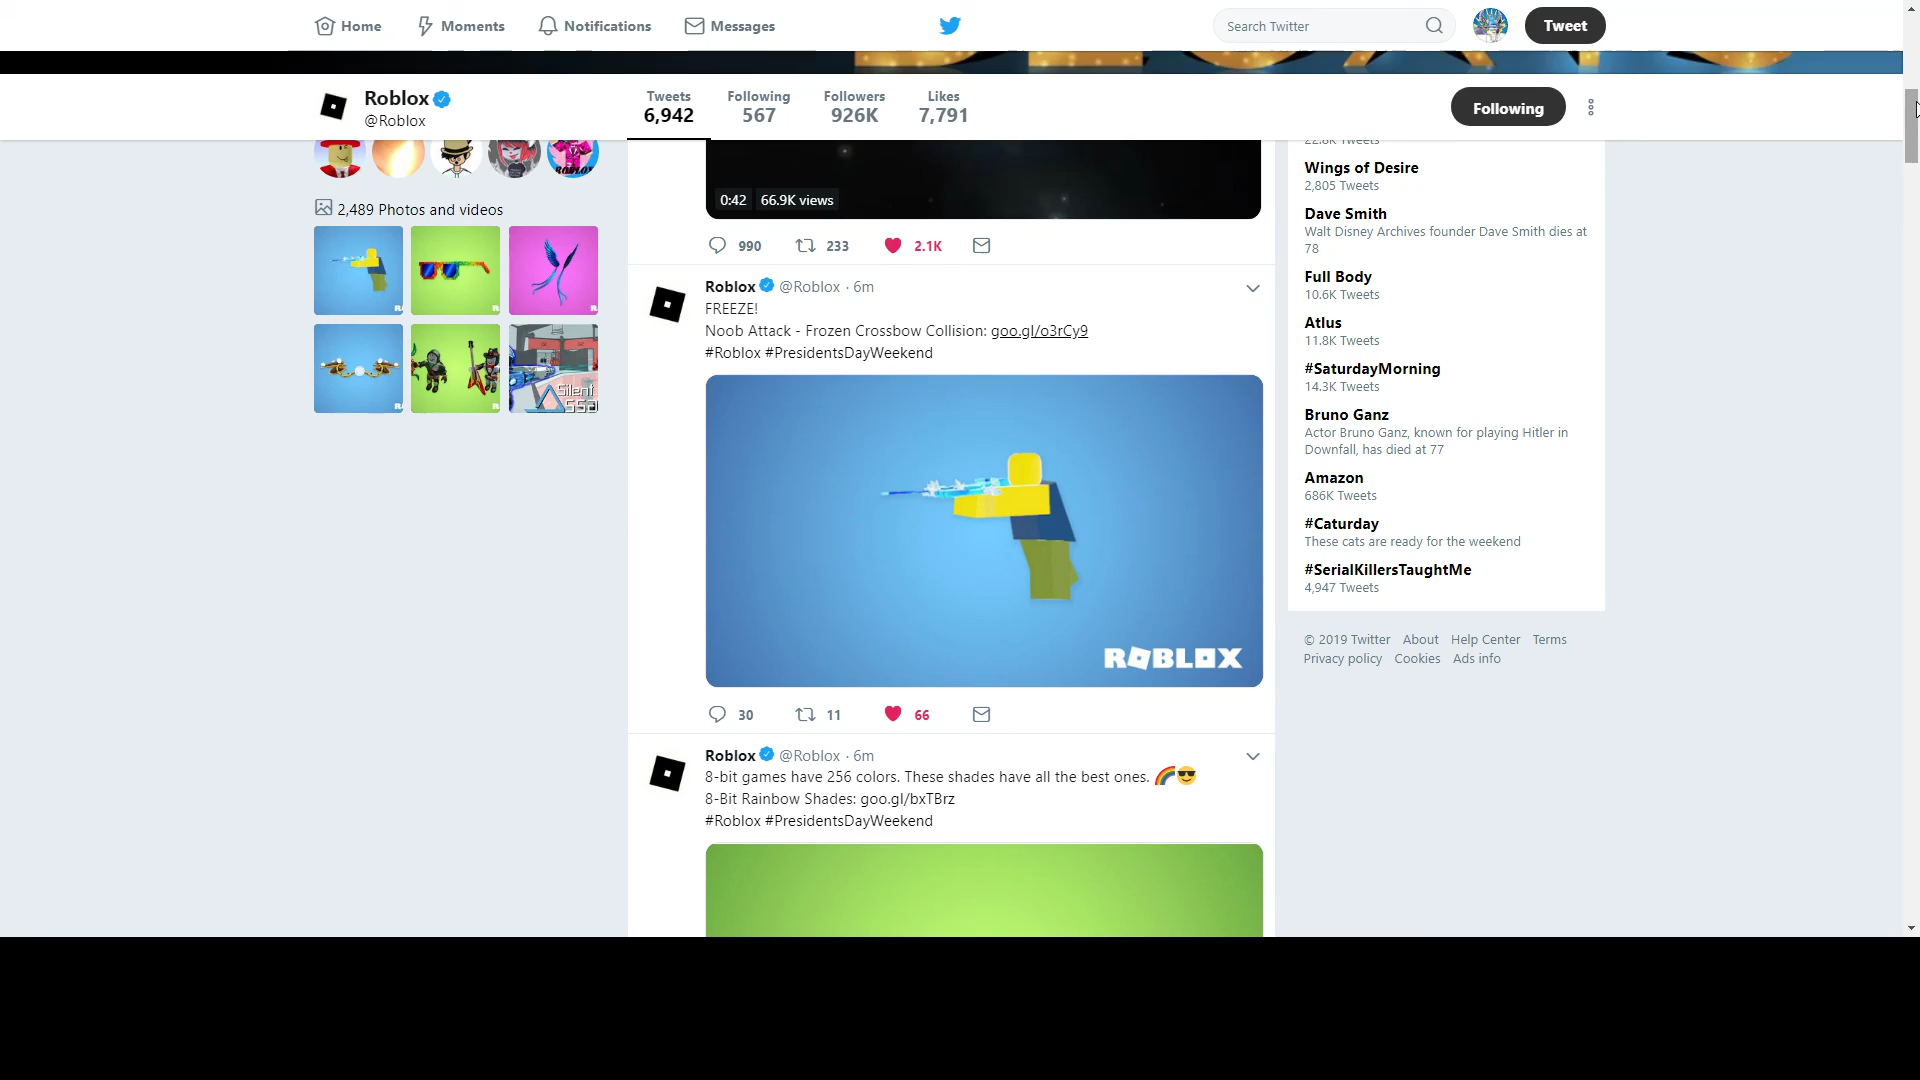 Home
Moments
Notifications
Messages
Search Twitter
Tweet
Roblox
@Roblox
Tweets
6,942
Following
567
Followers
926K
Likes
7,791
Following
2,489 Photos and videos
0:42 66.9K views
990 233 2.1K
Roblox @Roblox · 6m
FREEZE!
Noob Attack - Frozen Crossbow Collision: goo.gl/o3rCy9
#Roblox #PresidentsDayWeekend
ROBLOX
30 11 66
Roblox @Roblox · 6m
8-bit games have 256 colors. These shades have all the best ones.
8-Bit Rainbow Shades: goo.gl/bxTBrz
#Roblox #PresidentsDayWeekend
22.8K Tweets
Wings of Desire
2,805 Tweets
Dave Smith
Walt Disney Archives founder Dave Smith dies at
78
Full Body
10.6K Tweets
Atlus
11.8K Tweets
#SaturdayMorning
14.3K Tweets
Bruno Ganz
Actor Bruno Ganz, known for playing Hitler in
Downfall, has died at 77
Amazon
686K Tweets
#Caturday
These cats are ready for the weekend
#SerialKillersTaughtMe
4,947 Tweets
© 2019 Twitter About Help Center Terms
Privacy policy Cookies Ads info